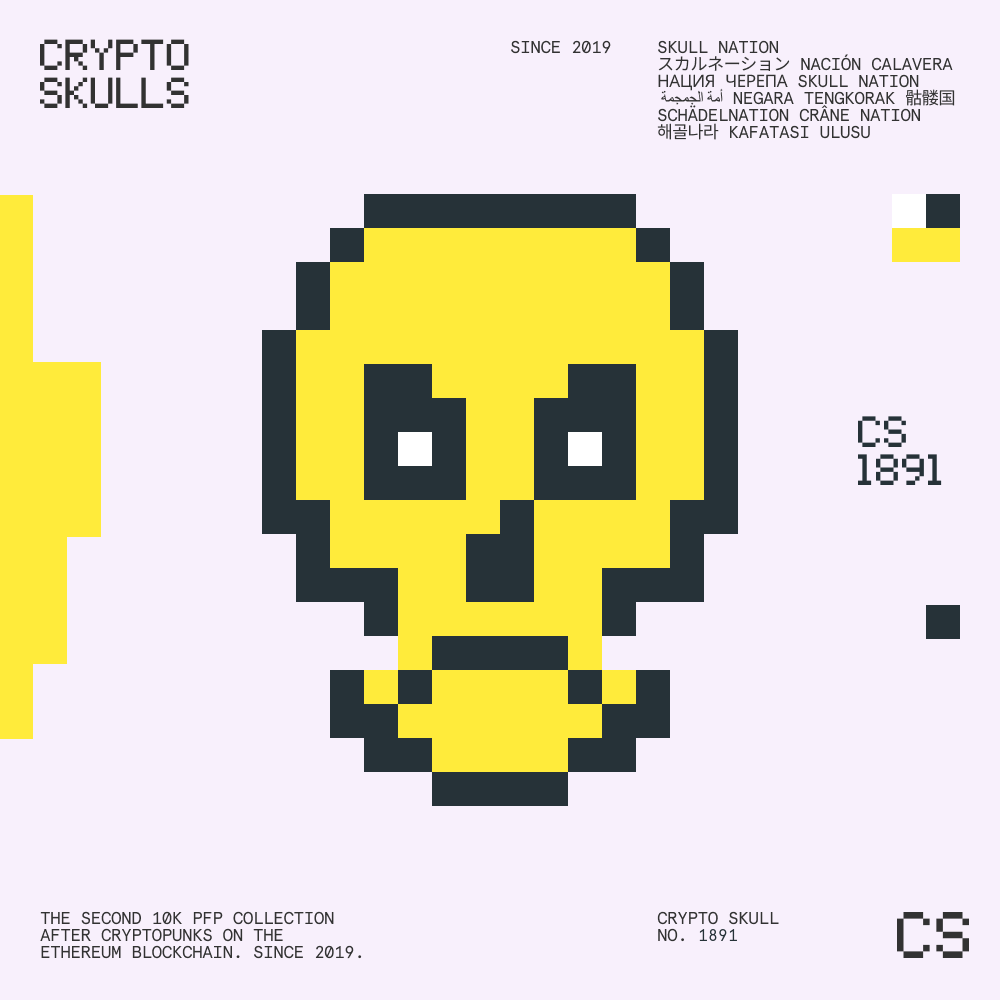 CRYPTO
SKULLS
SINCE 2019
SKULL NATION
スカルネーション NACIÓN CALAVERA
НАЦИЯ ЧЕРЕПА SKULL NATION
أمة الجمجمة NEGARA TENGKORAK 骷髅国
SCHÄDELNATION CRÂNE NATION
해골나라 KAFATASI ULUSU
CS
1891
THE SECOND 10K PFP COLLECTION
AFTER CRYPTOPUNKS ON THE
ETHEREUM BLOCKCHAIN. SINCE 2019.
CRYPTO SKULL
NO. 1891
CS